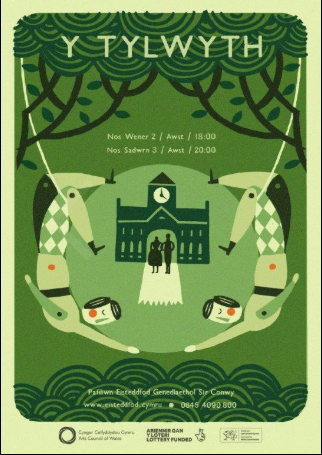 Y TYLWYTH
Nos Wener 2 / Awst / 18:00
Nos Sadwrn 3 / Awst / 20:00
Pafiliwn Eisteddfod Genedlaethol Sir Conwy
www.eisteddfod.cymru • 0845 4090 800
Cyngor Celfyddydau Cymru
Arts Council of Wales
ARIENNIR GAN
Y LOTERI
LOTTERY FUNDED